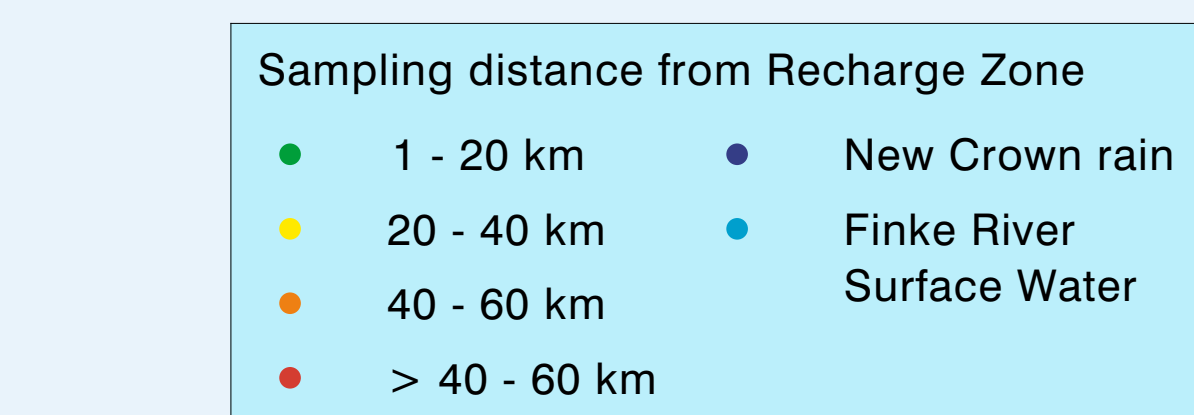 Sampling distance from Recharge Zone
1 - 20 km
New Crown rain
20 - 40 km
Finke River
Surface Water
40 - 60 km
> 40 - 60 km